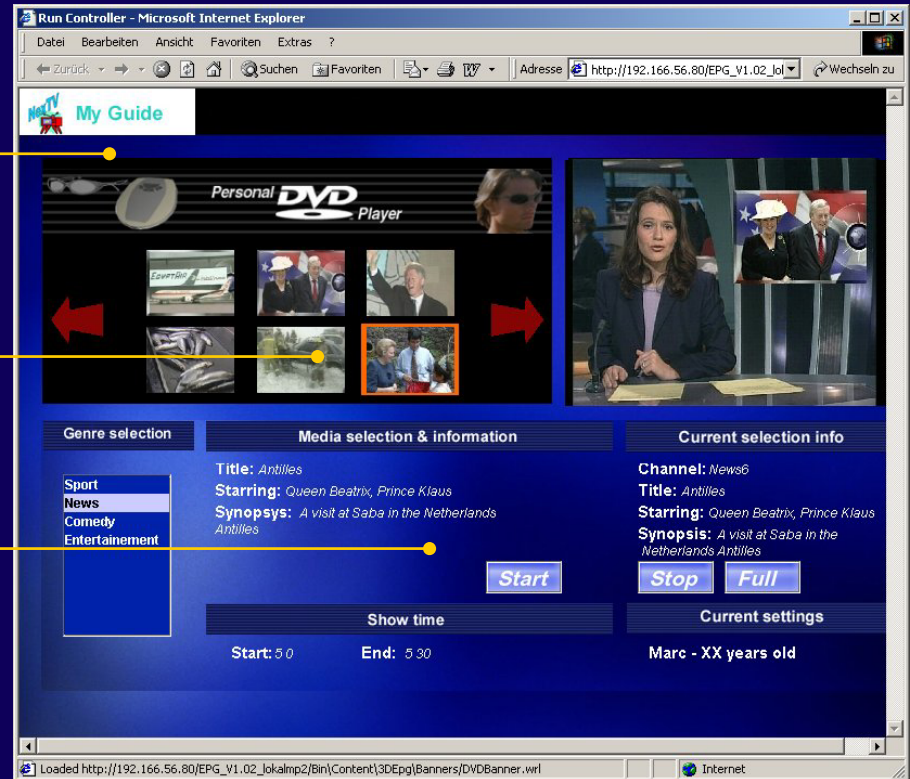 Run Controller - Microsoft Internet Explorer
Datei Bearbeiten Ansicht Favoriten Extras ?
Zurück Suchen Favoriten Adresse http://192.166.56.80/EPG_V1.02_lol Wechseln zu
NexTV My Guide
Personal DVD Player
EGYPTAIR
Genre selection
Sport
News
Comedy
Entertainement
Media selection & information
Title: Antilles
Starring: Queen Beatrix, Prince Klaus
Synopsys: A visit at Saba in the Netherlands
Antilles
Start
Show time
Start: 5 0 End: 5 30
Current selection info
Channel: News6
Title: Antilles
Starring: Queen Beatrix, Prince Klaus
Synopsis: A visit at Saba in the
Netherlands Antilles
Stop Full
Current settings
Marc - XX years old
Loaded http://192.166.56.80/EPG_V1.02_lokalmp2/Bin\Content\3DEpg\Banners/DVDBanner.wrl Internet